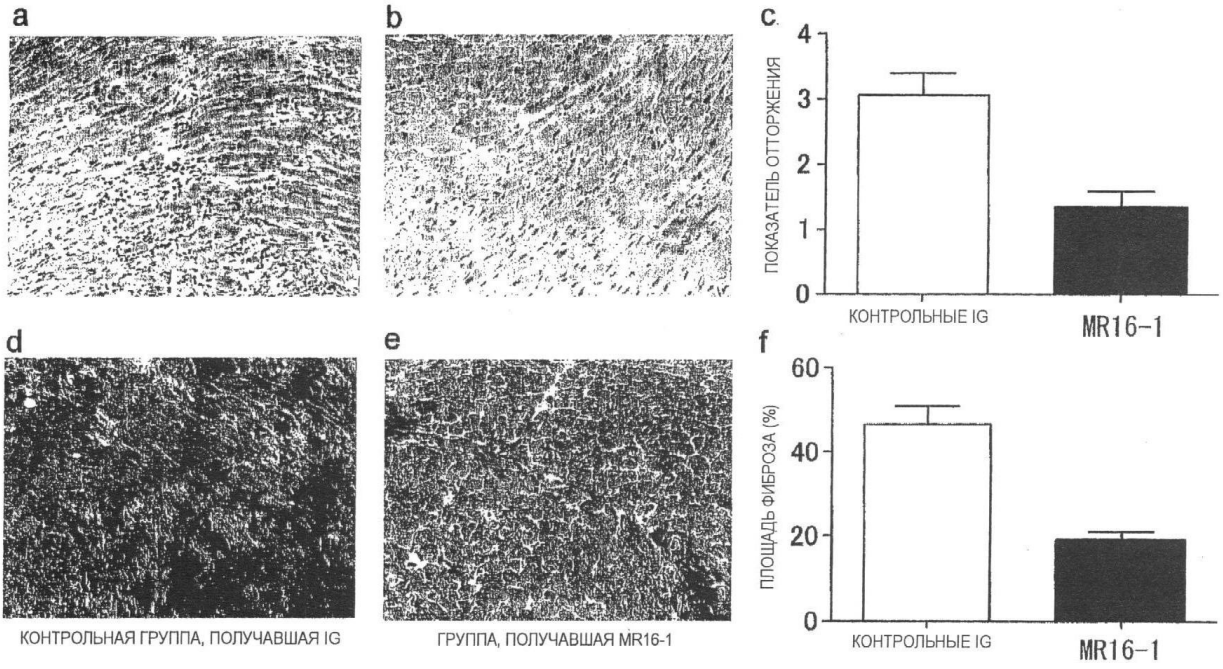 a
b
c
ПОКАЗАТЕЛЬ ОТТОРЖЕНИЯ
4
3
2
1
0
КОНТРОЛЬНЫЕ IG
MR16-1
d
e
f
ПЛОЩАДЬ ФИБРОЗА (%)
60
40
20
0
КОНТРОЛЬНЫЕ IG
MR16-1
КОНТРОЛЬНАЯ ГРУППА, ПОЛУЧАВШАЯ IG
ГРУППА, ПОЛУЧАВШАЯ MR16-1